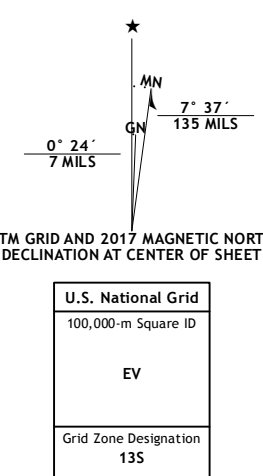 ★
MN
GN
7° 37´
135 MILS
0° 24´
7 MILS
TM GRID AND 2017 MAGNETIC NORT
DECLINATION AT CENTER OF SHEET
U.S. National Grid
100,000-m Square ID
EV
Grid Zone Designation
13S